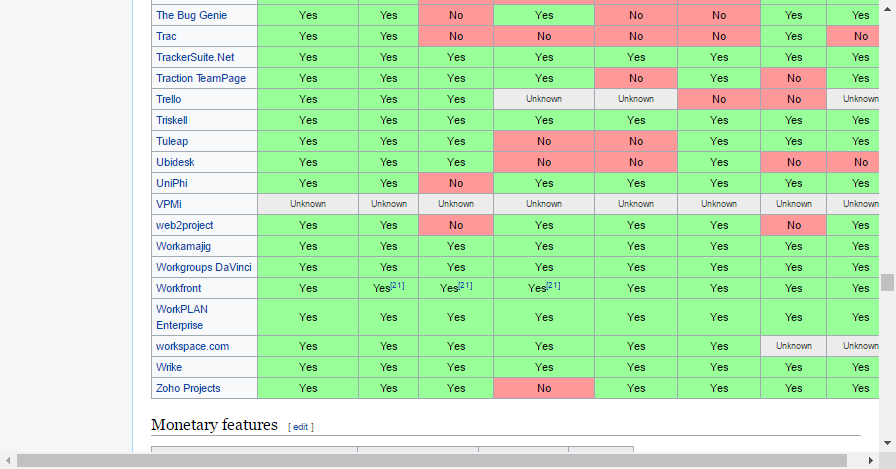 The Bug Genie Yes Yes No Yes No No Yes Yes
Trac Yes Yes No No No No Yes No
TrackerSuite.Net Yes Yes Yes Yes Yes Yes Yes Yes
Traction TeamPage Yes Yes Yes Yes No Yes No Yes
Trello Yes Yes Yes Unknown Unknown No No Unknown
Triskell Yes Yes Yes Yes Yes Yes Yes Yes
Tuleap Yes Yes Yes No No Yes Yes Yes
Ubidesk Yes Yes Yes No No Yes No No
UniPhi Yes Yes No Yes Yes Yes Yes Yes
VPMi Unknown Unknown Unknown Unknown Unknown Unknown Unknown Unknown
web2project Yes Yes No Yes Yes Yes No Yes
Workamajig Yes Yes Yes Yes Yes Yes Yes Yes
Workgroups DaVinci Yes Yes Yes Yes Yes Yes Yes Yes
Workfront Yes Yes[21] Yes[21] Yes[21] Yes Yes Yes Yes
WorkPLAN
Enterprise Yes Yes Yes Yes Yes Yes Yes Yes
workspace.com Yes Yes Yes Yes Yes Yes Unknown Unknown
Wrike Yes Yes Yes Yes Yes Yes Yes Yes
Zoho Projects Yes Yes Yes No Yes Yes Yes Yes
Monetary features [ edit ]